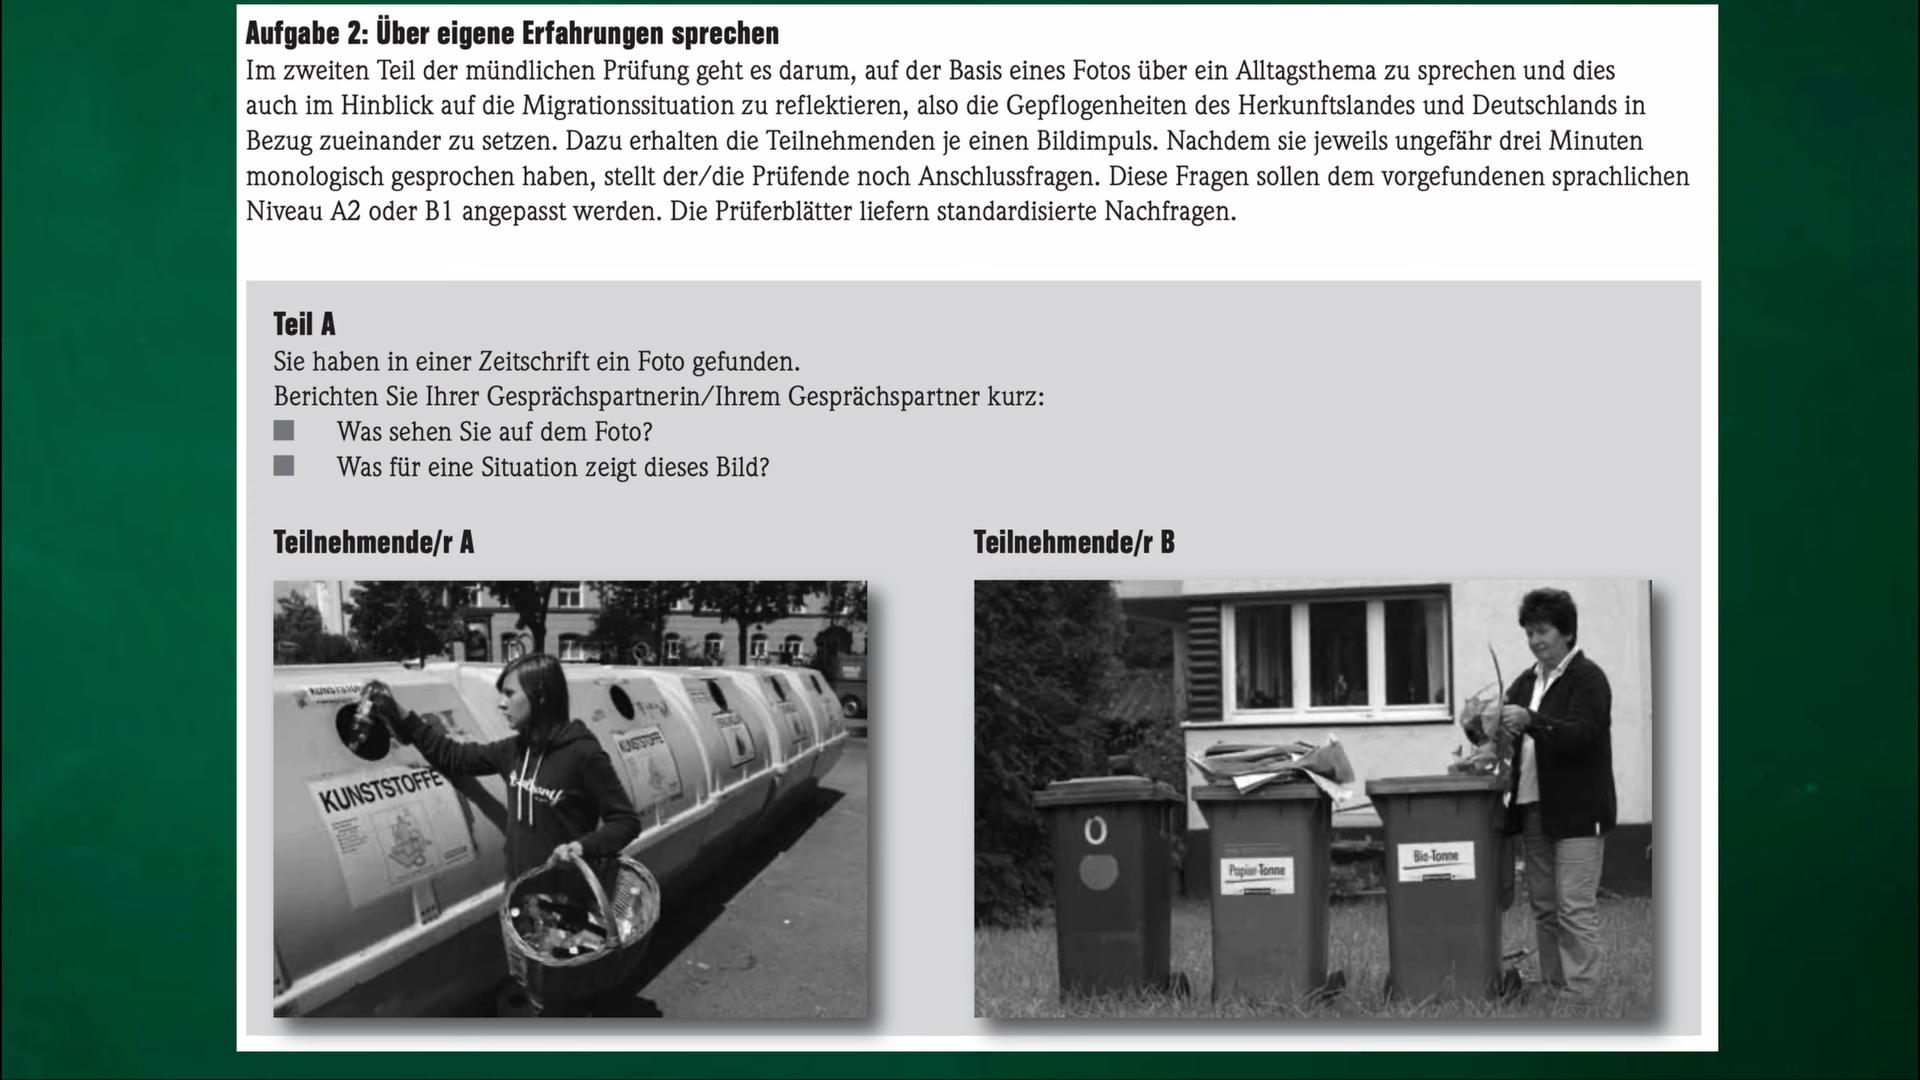 Aufgabe 2: Über eigene Erfahrungen sprechen
Im zweiten Teil der mündlichen Prüfung geht es darum, auf der Basis eines Fotos über ein Alltagsthema zu sprechen und dies
auch im Hinblick auf die Migrationssituation zu reflektieren, also die Gepflogenheiten des Herkunftslandes und Deutschlands in
Bezug zueinander zu setzen. Dazu erhalten die Teilnehmenden je einen Bildimpuls. Nachdem sie jeweils ungefähr drei Minuten
monologisch gesprochen haben, stellt der/die Prüfende noch Anschlussfragen. Diese Fragen sollen dem vorgefundenen sprachlichen
Niveau A2 oder B1 angepasst werden. Die Prüferblätter liefern standardisierte Nachfragen.
Teil A
Sie haben in einer Zeitschrift ein Foto gefunden.
Berichten Sie Ihrer Gesprächspartnerin/Ihrem Gesprächspartner kurz:
Was sehen Sie auf dem Foto?
Was für eine Situation zeigt dieses Bild?
Teilnehmende/r A
Teilnehmende/r B
KUNSTSTOFFE
KUNSTSTOFFE
Papier-Tonne
Bio-Tonne